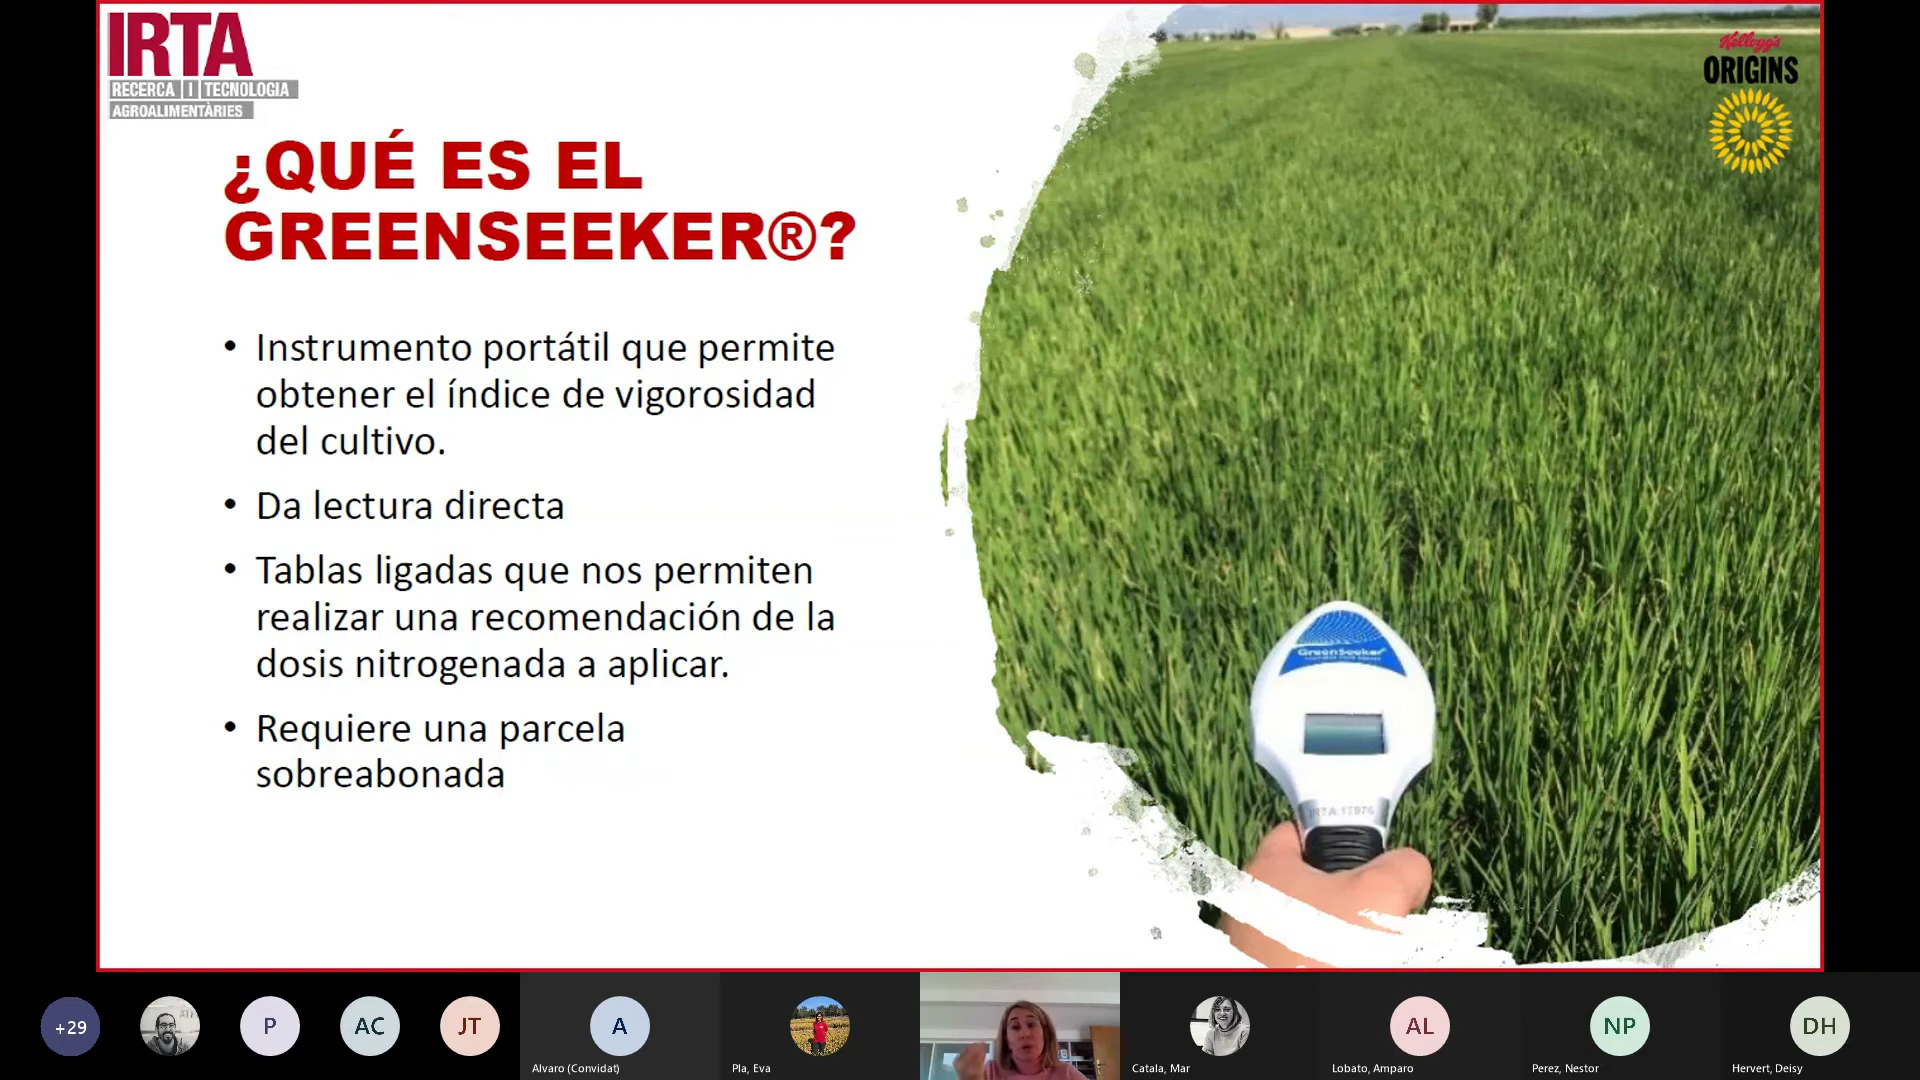 IRTA
RECERCA I TECNOLOGIA
AGROALIMENTÀRIES
Kellogg's
ORIGINS
¿QUÉ ES EL
GREENSEEKER®?
• Instrumento portátil que permite
obtener el índice de vigorosidad
del cultivo.
• Da lectura directa
• Tablas ligadas que nos permiten
realizar una recomendación de la
dosis nitrogenada a aplicar.
• Requiere una parcela
sobreabonada
GreenSeeker
IRTA 17976
+29
P
AC
JT
A
AL
NP
DH
Alvaro (Convidat)
Pla, Eva
Catala, Mar
Lobato, Amparo
Perez, Nestor
Hervert, Deisy